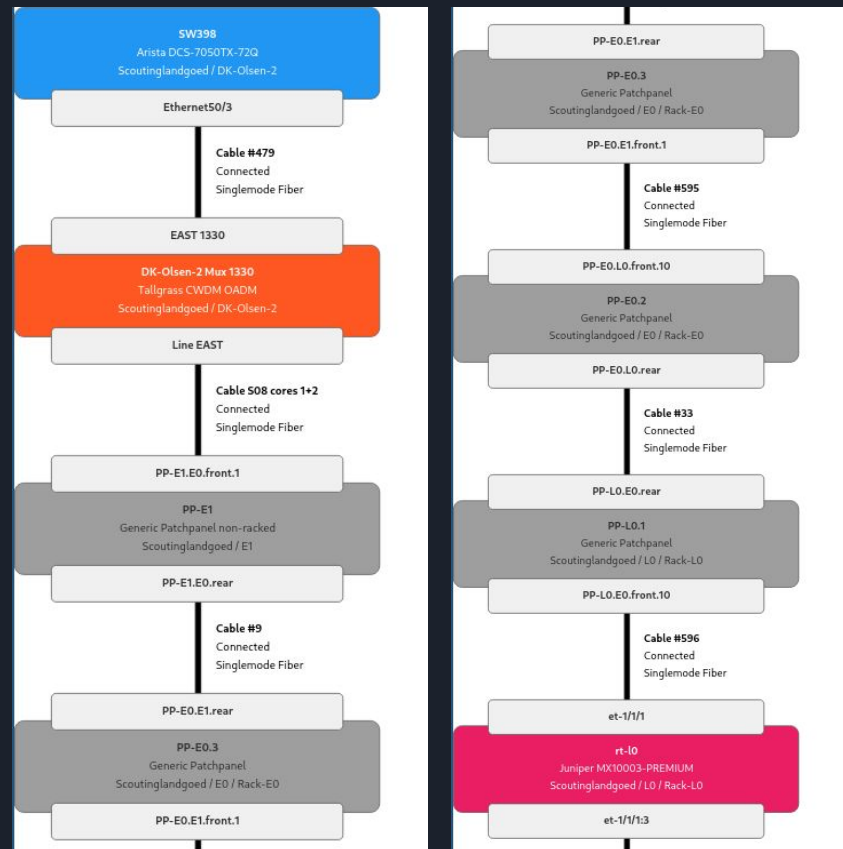 SW398
Arista DCS-7050TX-72Q
Scoutinglandgoed / DK-Olsen-2
Ethernet50/3
Cable #479
Connected
Singlemode Fiber
EAST 1330
DK-Olsen-2 Mux 1330
Tallgrass CWDM OADM
Scoutinglandgoed / DK-Olsen-2
Line EAST
Cable S08 cores 1+2
Connected
Singlemode Fiber
PP-E1.E0.front.1
PP-E1
Generic Patchpanel non-racked
Scoutinglandgoed / E1
PP-E1.E0.rear
Cable #9
Connected
Singlemode Fiber
PP-E0.E1.rear
PP-E0.3
Generic Patchpanel
Scoutinglandgoed / E0 / Rack-E0
PP-E0.E1.front.1
PP-E0.E1.rear
PP-E0.3
Generic Patchpanel
Scoutinglandgoed / E0 / Rack-E0
PP-E0.E1.front.1
Cable #595
Connected
Singlemode Fiber
PP-E0.L0.front.10
PP-E0.2
Generic Patchpanel
Scoutinglandgoed / E0 / Rack-E0
PP-E0.L0.rear
Cable #33
Connected
Singlemode Fiber
PP-L0.E0.rear
PP-L0.1
Generic Patchpanel
Scoutinglandgoed / L0 / Rack-L0
PP-L0.E0.front.10
Cable #596
Connected
Singlemode Fiber
et-1/1/1
rt-l0
Juniper MX10003-PREMIUM
Scoutinglandgoed / L0 / Rack-L0
et-1/1/1:3